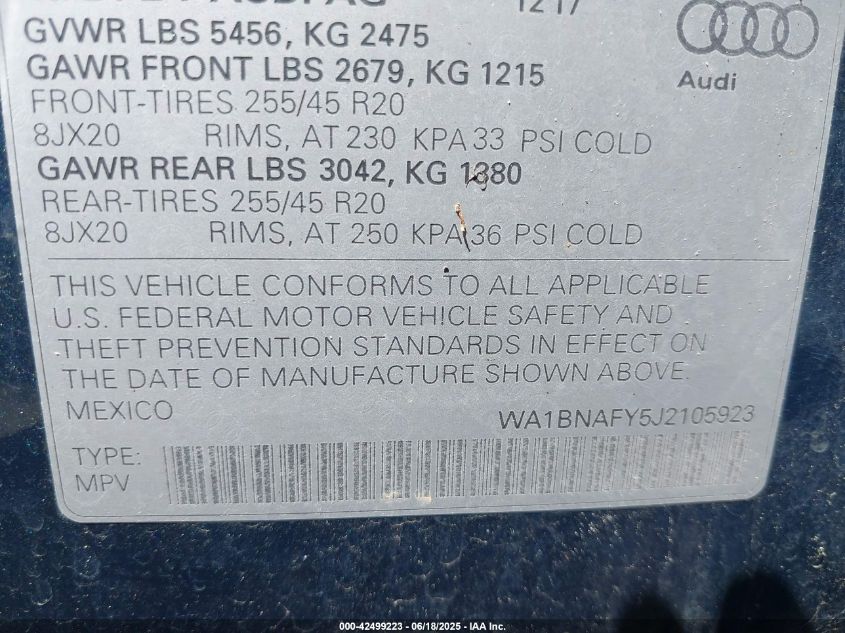 12 17
GVWR LBS 5456, KG 2475
GAWR FRONT LBS 2679, KG 1215
Audi
FRONT-TIRES 255/45 R20
8JX20 RIMS, AT 230 KPA 33 PSI COLD
GAWR REAR LBS 3042, KG 1380
REAR-TIRES 255/45 R20
8JX20 RIMS, AT 250 KPA 36 PSI COLD
THIS VEHICLE CONFORMS TO ALL APPLICABLE
U.S. FEDERAL MOTOR VEHICLE SAFETY AND
THEFT PREVENTION STANDARDS IN EFFECT ON
THE DATE OF MANUFACTURE SHOWN ABOVE.
MEXICO WA1BNAFY5J2105923
TYPE:
MPV
000-42499223 - 06/18/2025 - IAA Inc.